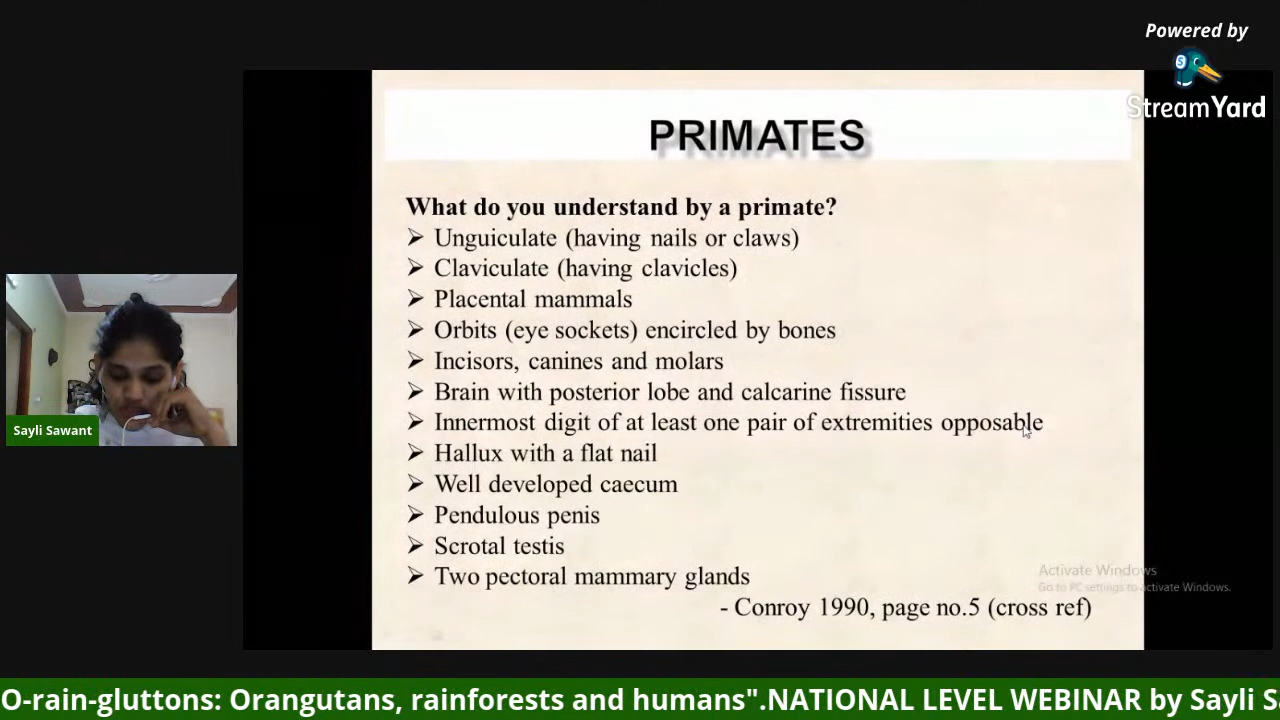 Powered by
StreamYard
PRIMATES
What do you understand by a primate?
➢ Unguiculate (having nails or claws)
➢ Claviculate (having clavicles)
➢ Placental mammals
➢ Orbits (eye sockets) encircled by bones
➢ Incisors, canines and molars
➢ Brain with posterior lobe and calcarine fissure
➢ Innermost digit of at least one pair of extremities opposable
➢ Hallux with a flat nail
➢ Well developed caecum
➢ Pendulous penis
➢ Scrotal testis
➢ Two pectoral mammary glands
- Conroy 1990, page no.5 (cross ref)
Sayli Sawant
Activate Windows
Go to PC settings to activate Windows.
O-rain-gluttons: Orangutans, rainforests and humans".NATIONAL LEVEL WEBINAR by Sayli S